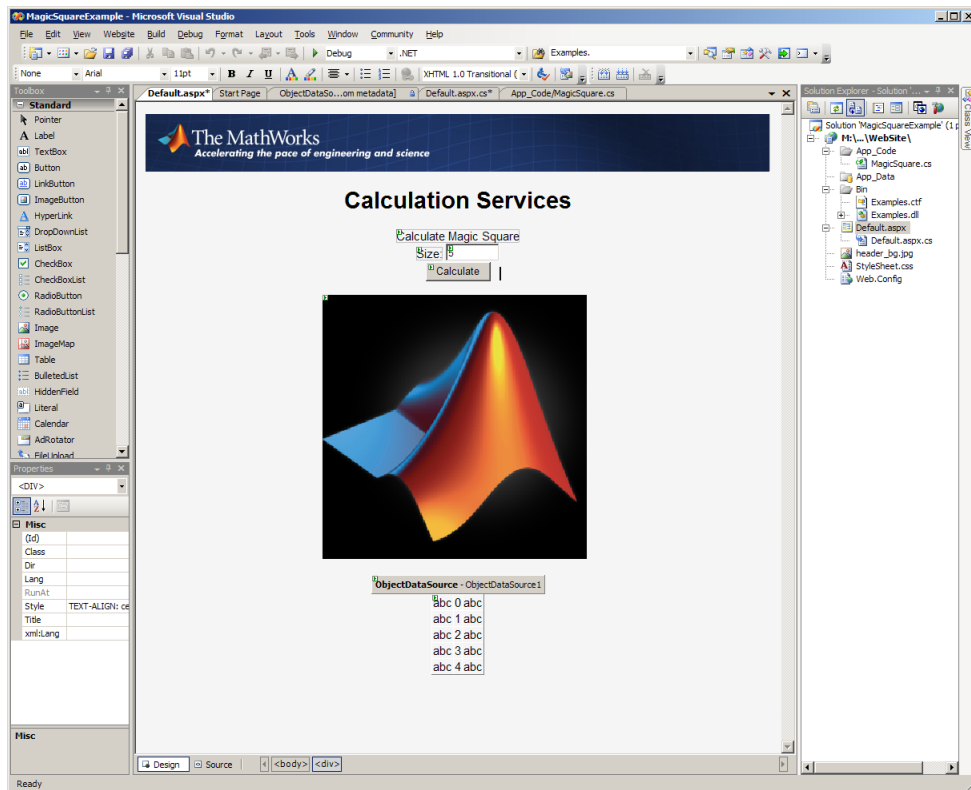 MagicSquareExample - Microsoft Visual Studio
File Edit View Website Build Debug Format Layout Tools Window Community Help
Debug .NET Examples.
None Arial 11pt B I U A XHTML 1.0 Transitional (
Toolbox
Standard
Pointer
A Label
abl TextBox
ab Button
ab LinkButton
ImageButton
A HyperLink
DropDownList
ListBox
CheckBox
CheckBoxList
RadioButton
RadioButtonList
Image
ImageMap
Table
BulletedList
abl HiddenField
Literal
Calendar
AdRotator
FileUpload
Properties
<DIV>
Misc
(Id)
Class
Dir
Lang
RunAt
Style TEXT-ALIGN: ce
Title
xml:Lang
Misc
Default.aspx* Start Page ObjectDataSo...om metadata] Default.aspx.cs* App_Code/MagicSquare.cs
The MathWorks
Accelerating the pace of engineering and science
Calculation Services
Calculate Magic Square
Size: 5
Calculate
ObjectDataSource - ObjectDataSource1
abc 0 abc
abc 1 abc
abc 2 abc
abc 3 abc
abc 4 abc
Design Source <body> <div>
Solution Explorer - Solution '...
Solution 'MagicSquareExample' (1 p
M:\...\WebSite\
App_Code
MagicSquare.cs
App_Data
Bin
Examples.ctf
Examples.dll
Default.aspx
Default.aspx.cs
header_bg.jpg
StyleSheet.css
Web.Config
Class View
Ready